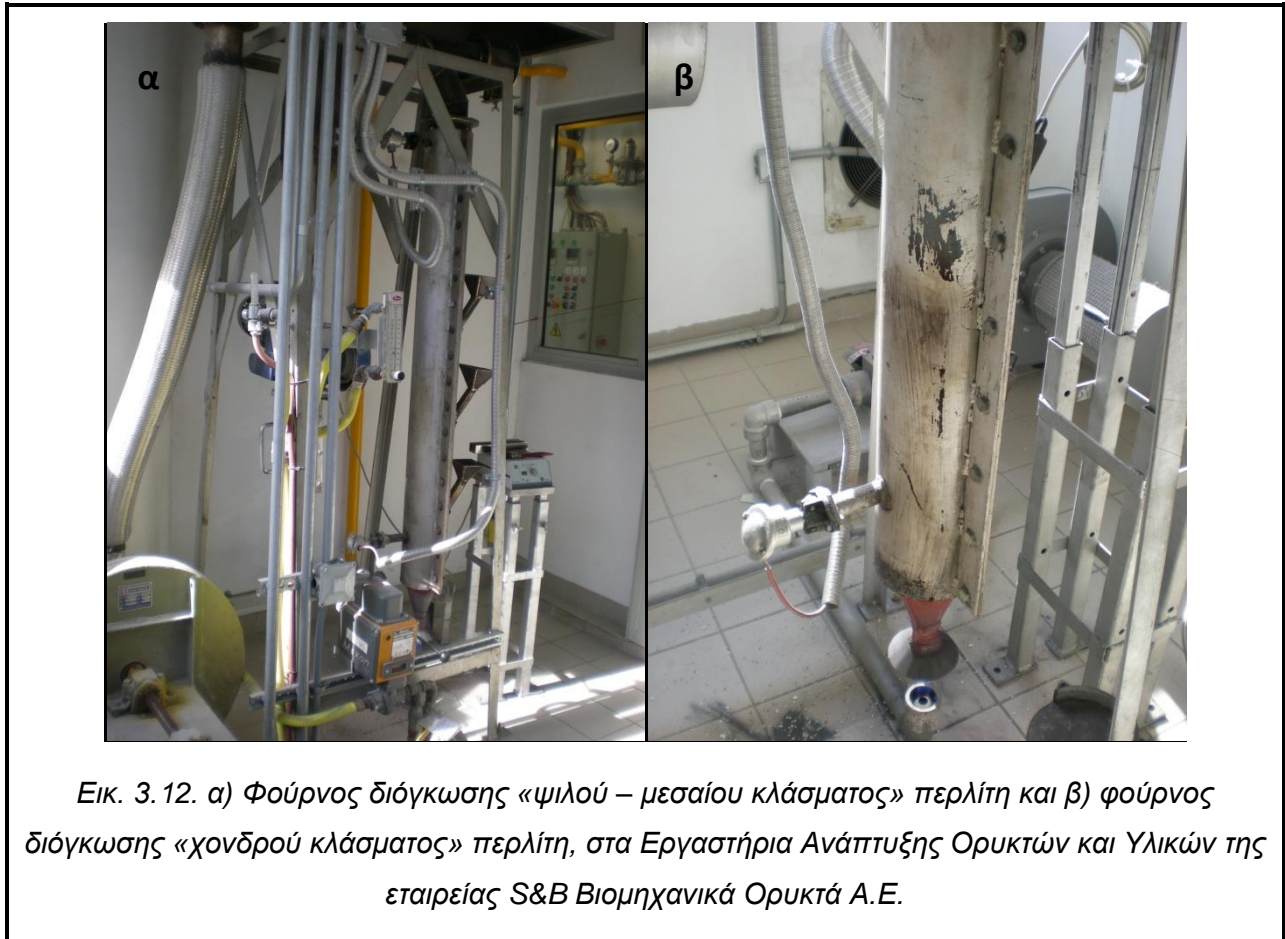 α
β
Εικ. 3.12. α) Φούρνος διόγκωσης «ψιλού – μεσαίου κλάσματος» περλίτη και β) φούρνος
διόγκωσης «χονδρού κλάσματος» περλίτη, στα Εργαστήρια Ανάπτυξης Ορυκτών και Υλικών της
εταιρείας S&B Βιομηχανικά Ορυκτά Α.Ε.